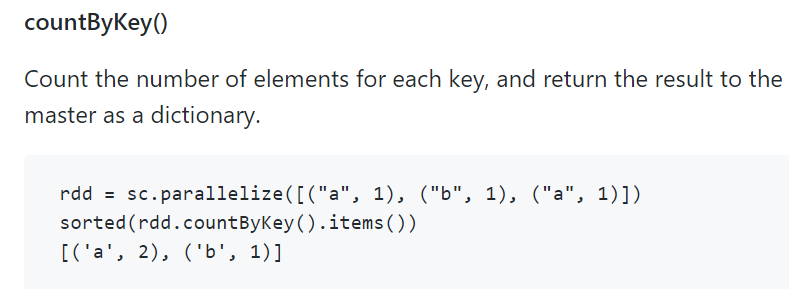 countByKey()
Count the number of elements for each key, and return the result to the
master as a dictionary.
rdd = sc.parallelize([("a", 1), ("b", 1), ("a", 1)])
sorted(rdd.countByKey().items())
[('a', 2), ('b', 1)]